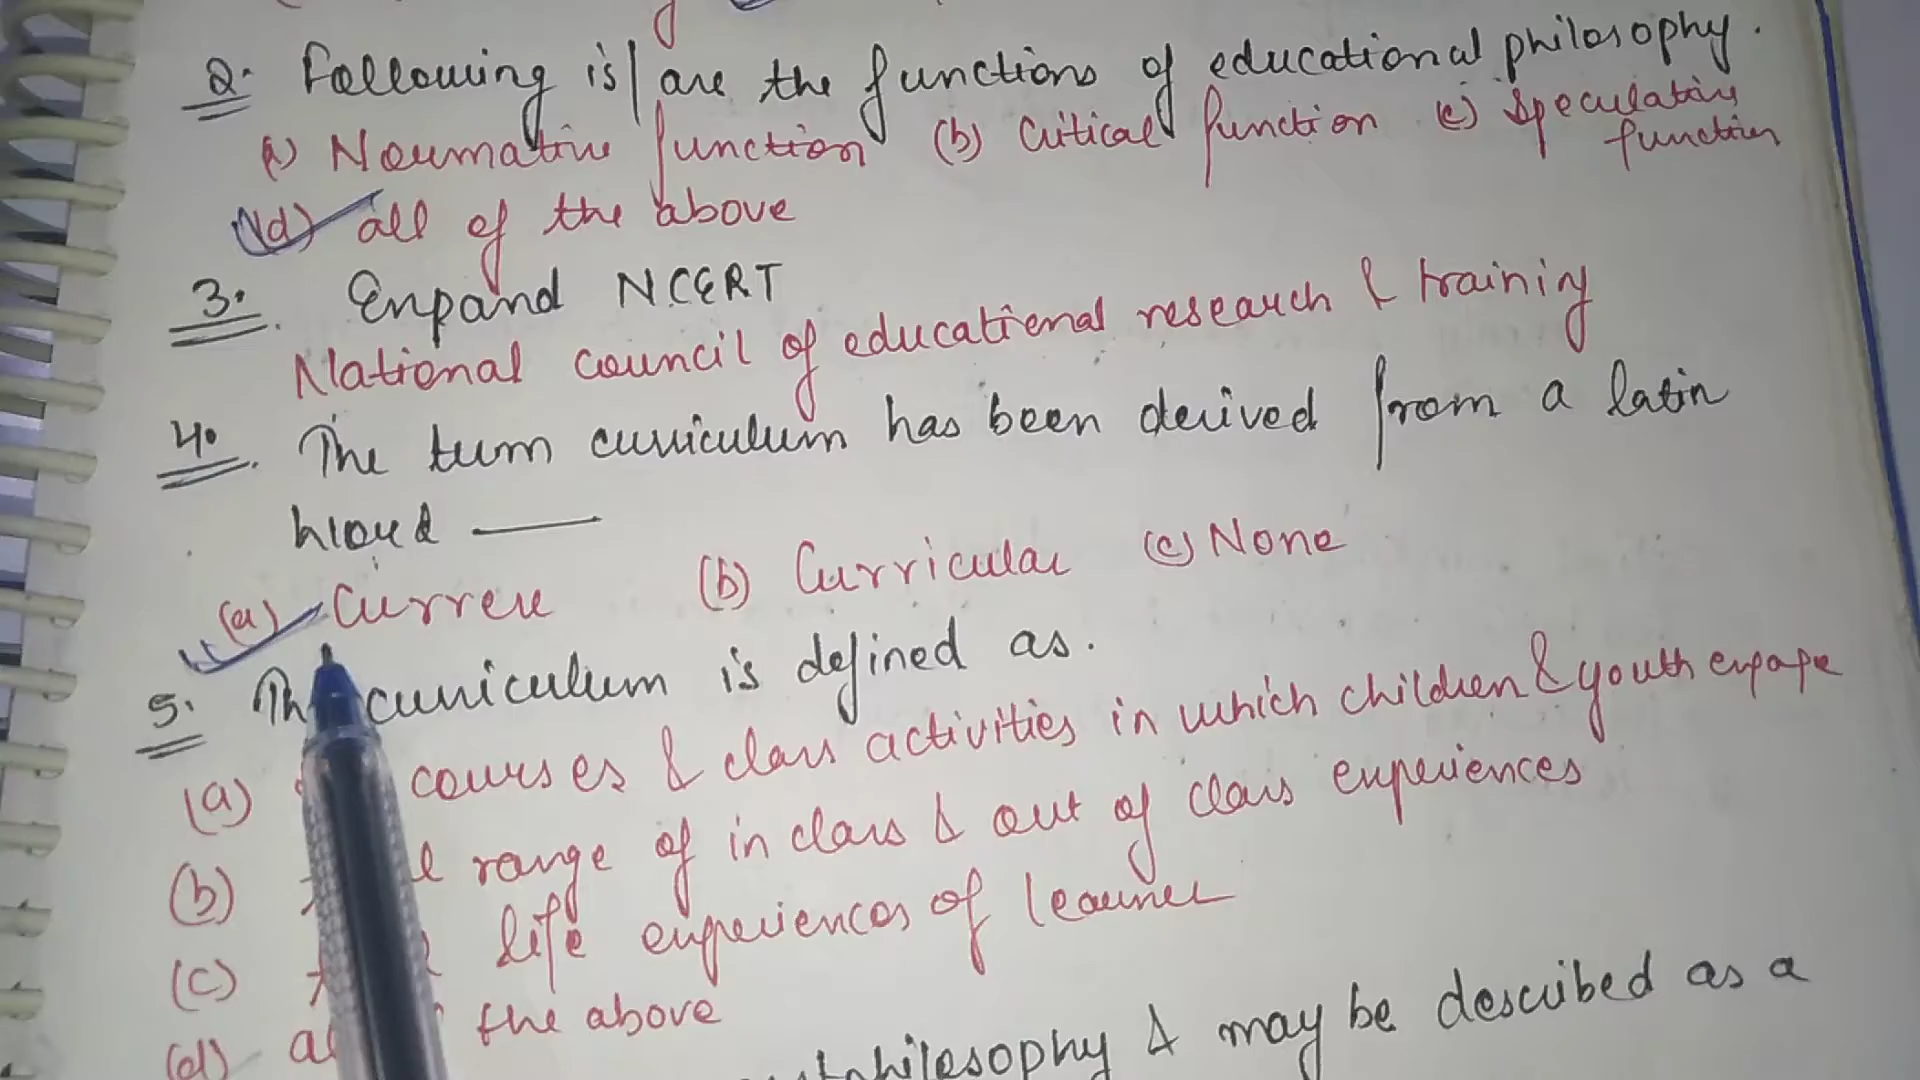 2. Following is/are the functions of educational philosophy.
(a) Normative function (b) Critical function (c) Speculative function
(d) all of the above
3. Expand NCERT
National council of educational research & training
4. The term curriculum has been derived from a latin
word ——
(a) Currere (b) Curricular (c) None
5. The curriculum is defined as.
(a) courses & class activities in which children & youth engage
(b) range of in class & out of class experiences
(c) life experiences of learner
(d) the above
philosophy & may be described as a